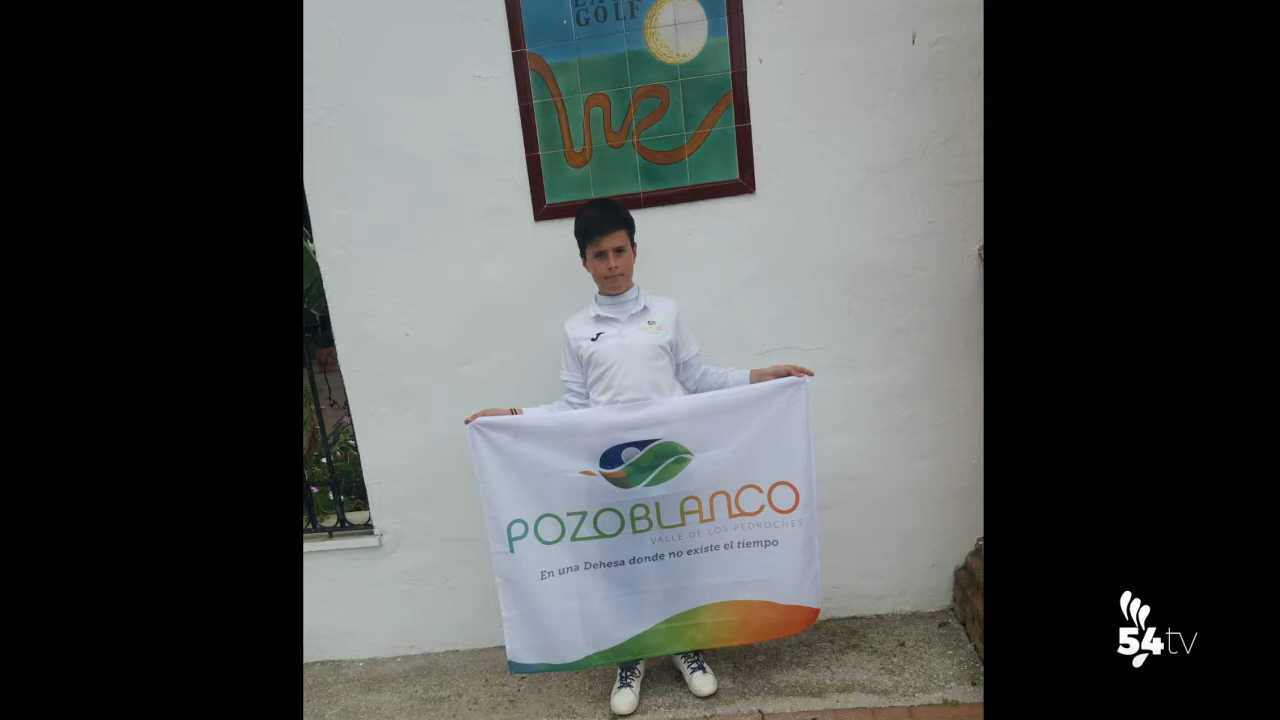 GOLF
POZOBLANCO
VALLE DE LOS PEDROCHES
En una Dehesa donde no existe el tiempo
54tv